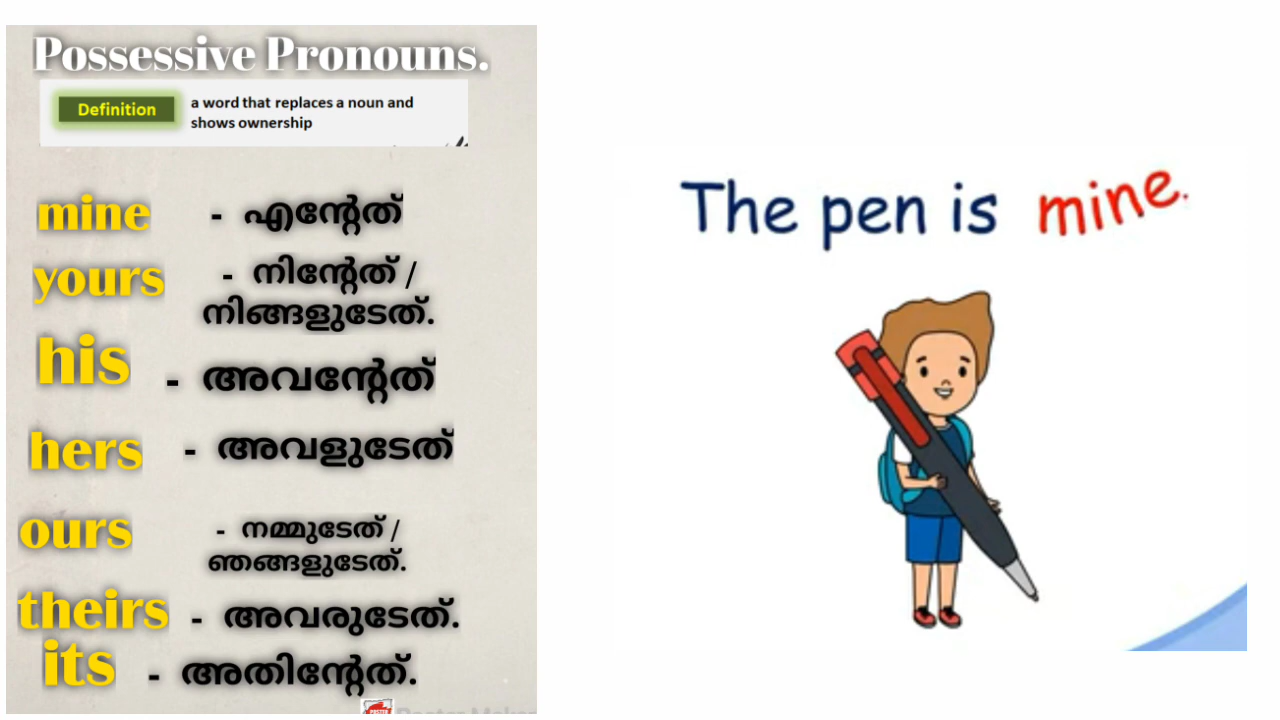 Possessive Pronouns.
Definition
a word that replaces a noun and
shows ownership
mine - എന്റേത്
yours - നിന്റേത് /
നിങ്ങളുടേത്.
his - അവന്റേത്
hers - അവളുടേത്
ours - നമ്മുടേത് /
ഞങ്ങളുടേത്.
theirs - അവരുടേത്.
its - അതിന്റേത്.
The pen is mine.